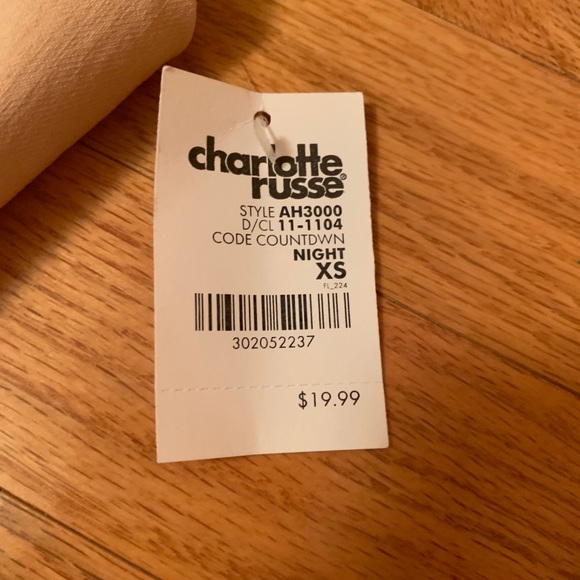 charlotte
russe®
STYLE AH3000
D/CL 11-1104
CODE COUNTDWN
NIGHT
XS
FL_224
302052237
$19.99